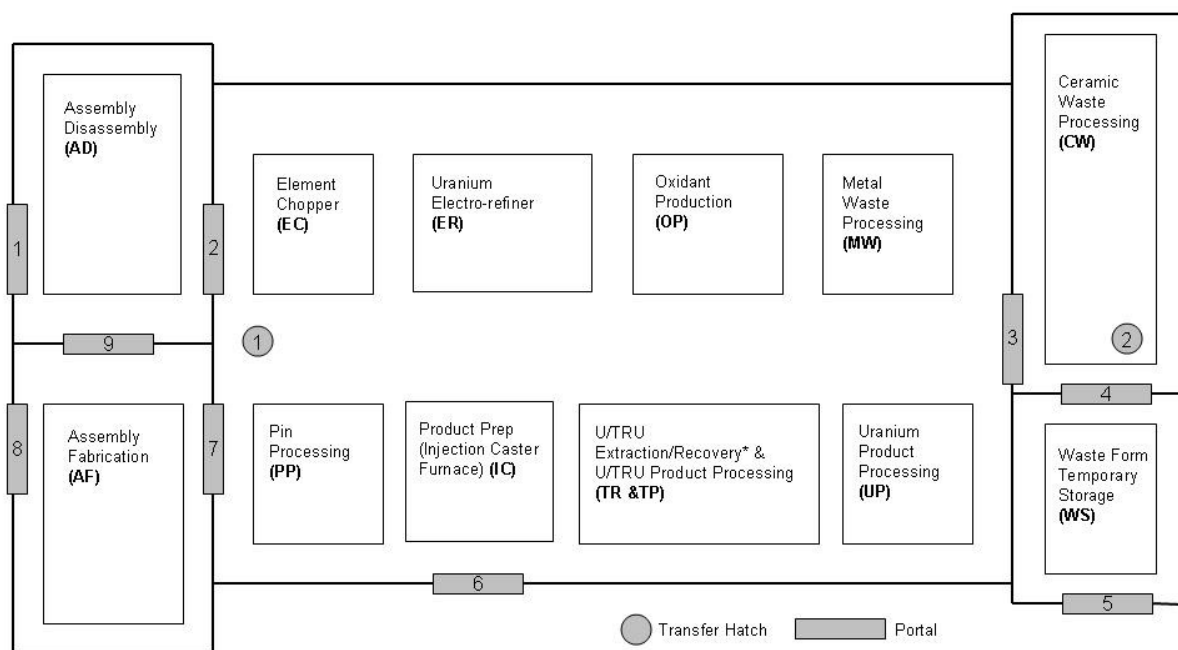 Assembly
Disassembly
(AD)
1
2
9
Element
Chopper
(EC)
Uranium
Electro-refiner
(ER)
Oxidant
Production
(OP)
Metal
Waste
Processing
(MW)
Ceramic
Waste
Processing
(CW)
1
3
2
4
8
Assembly
Fabrication
(AF)
7
Pin
Processing
(PP)
Product Prep
(Injection Caster
Furnace) (IC)
U/TRU
Extraction/Recovery* &
U/TRU Product Processing
(TR &TP)
Uranium
Product
Processing
(UP)
Waste Form
Temporary
Storage
(WS)
6
5
Transfer Hatch
Portal